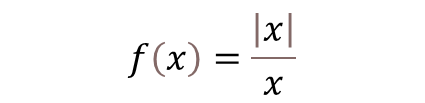 f(x) = |x|/x